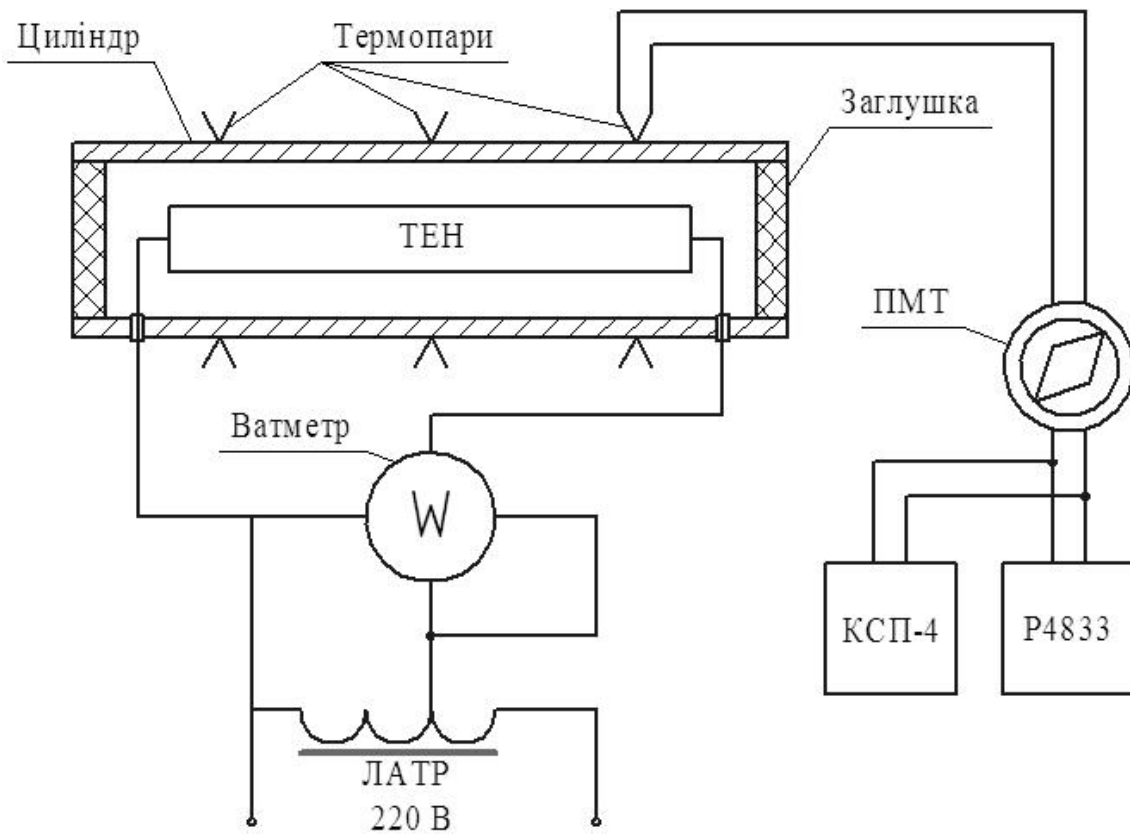 Циліндр
Термопари
Заглушка
ТЕН
ПМТ
Ватметр
W
КСП-4
Р4833
ЛАТР
220 В